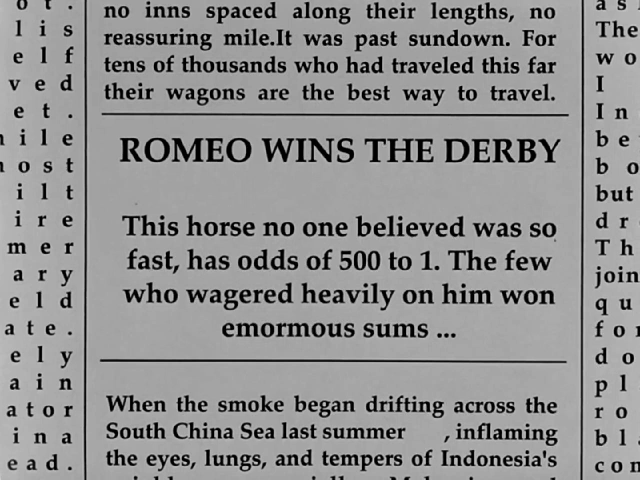 o t .
l i s
e l f
v e d
e t .
i l e
o s t
i l t
i r e
m e r
a r y
e l d
a t e .
e l y
a i n
a t o r
i n a
e a d .
no inns spaced along their lengths, no
reassuring mile.It was past sundown. For
tens of thousands who had traveled this far
their wagons are the best way to travel.
ROMEO WINS THE DERBY
This horse no one believed was so
fast, has odds of 500 to 1. The few
who wagered heavily on him won
emormous sums ...
When the smoke began drifting across the
South China Sea last summer , inflaming
the eyes, lungs, and tempers of Indonesia's
The
w o
I
I n
b e
b o
but
d r
T h
join
q u
f o r
d o
p l
r o
b l
c o n